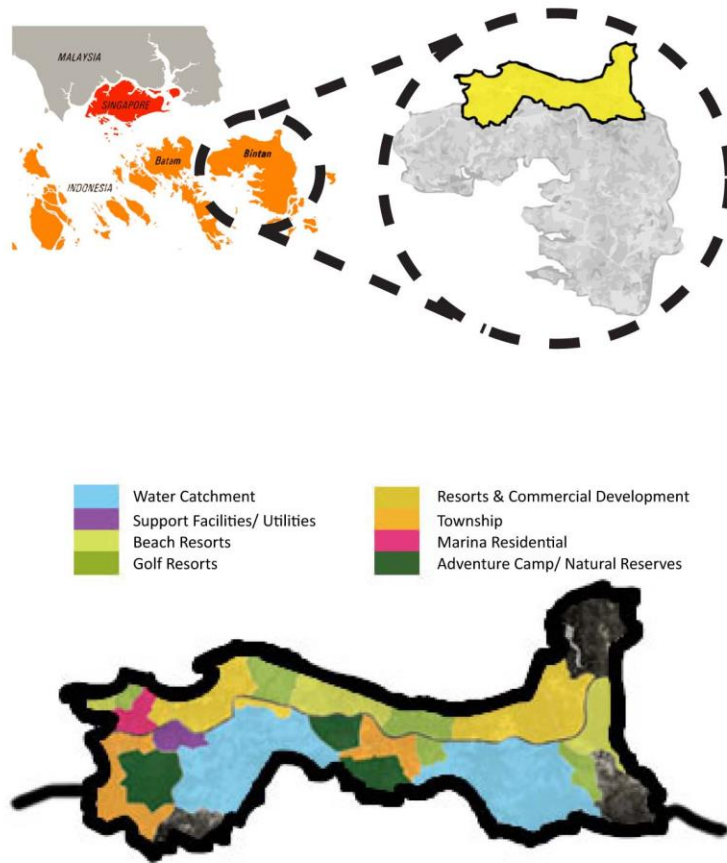 MALAYSIA
SINGAPORE
Batam
Bintan
INDONESIA
Water Catchment
Support Facilities/ Utilities
Beach Resorts
Golf Resorts
Resorts & Commercial Development
Township
Marina Residential
Adventure Camp/ Natural Reserves